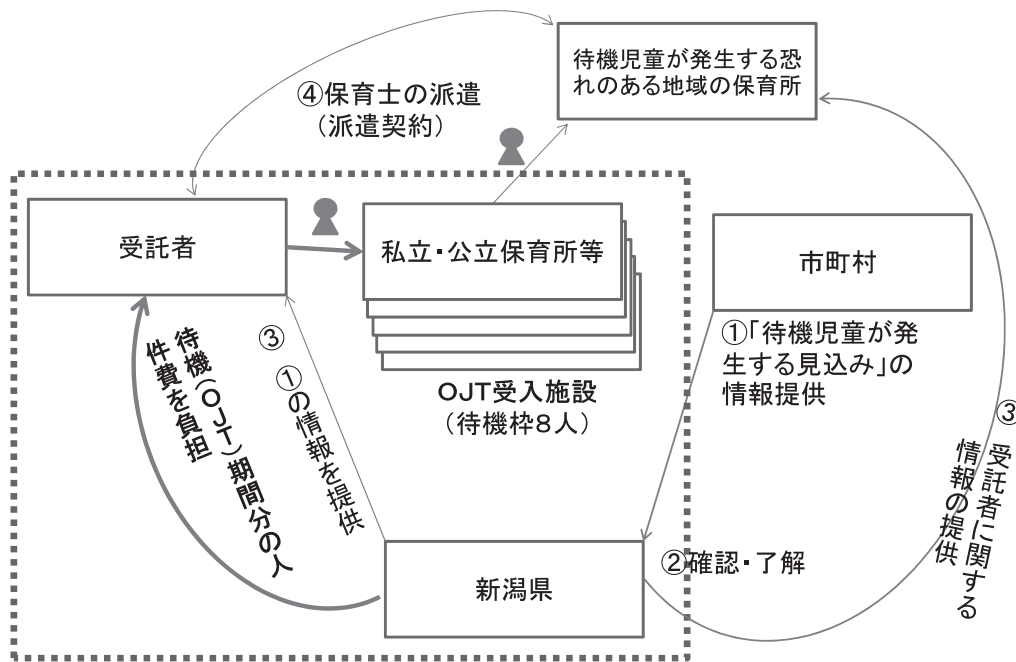 待機児童が発生する恐
れのある地域の保育所
④保育士の派遣
（派遣契約）
受託者
私立・公立保育所等
市町村
①「待機児童が発
生する見込み」の
情報提供
OJT受入施設
（待機枠8人）
③ ①の情報を提供
待機（OJT）期間分の人
件費を負担
③ 受託者に関する
情報の提供
②確認・了解
新潟県